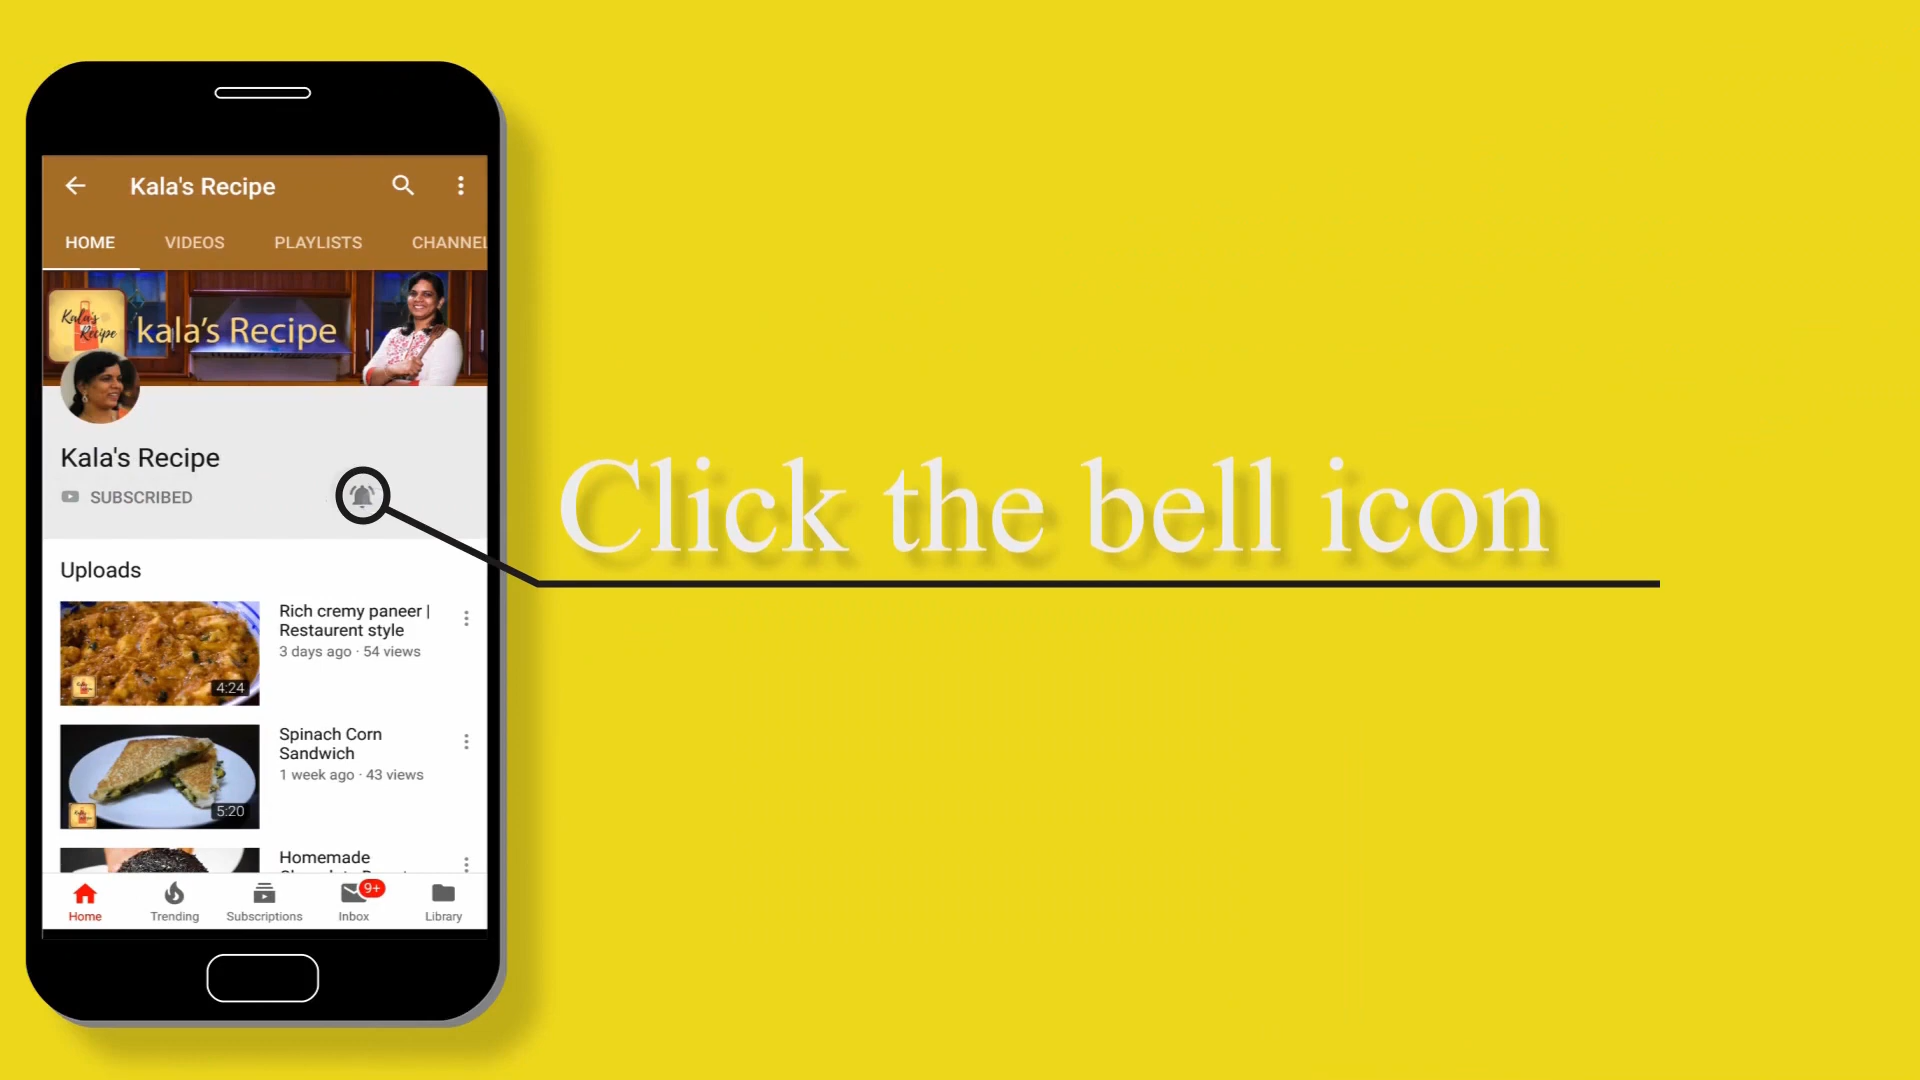 Kala's Recipe
HOME VIDEOS PLAYLISTS CHANNEL
Kala's
Recipe
kala's Recipe
Kala's Recipe
SUBSCRIBED
Click the bell icon
Uploads
Rich cremy paneer |
Restaurent style
3 days ago · 54 views
4:24
Spinach Corn
Sandwich
1 week ago · 43 views
5:20
Homemade
9+
Home Trending Subscriptions Inbox Library